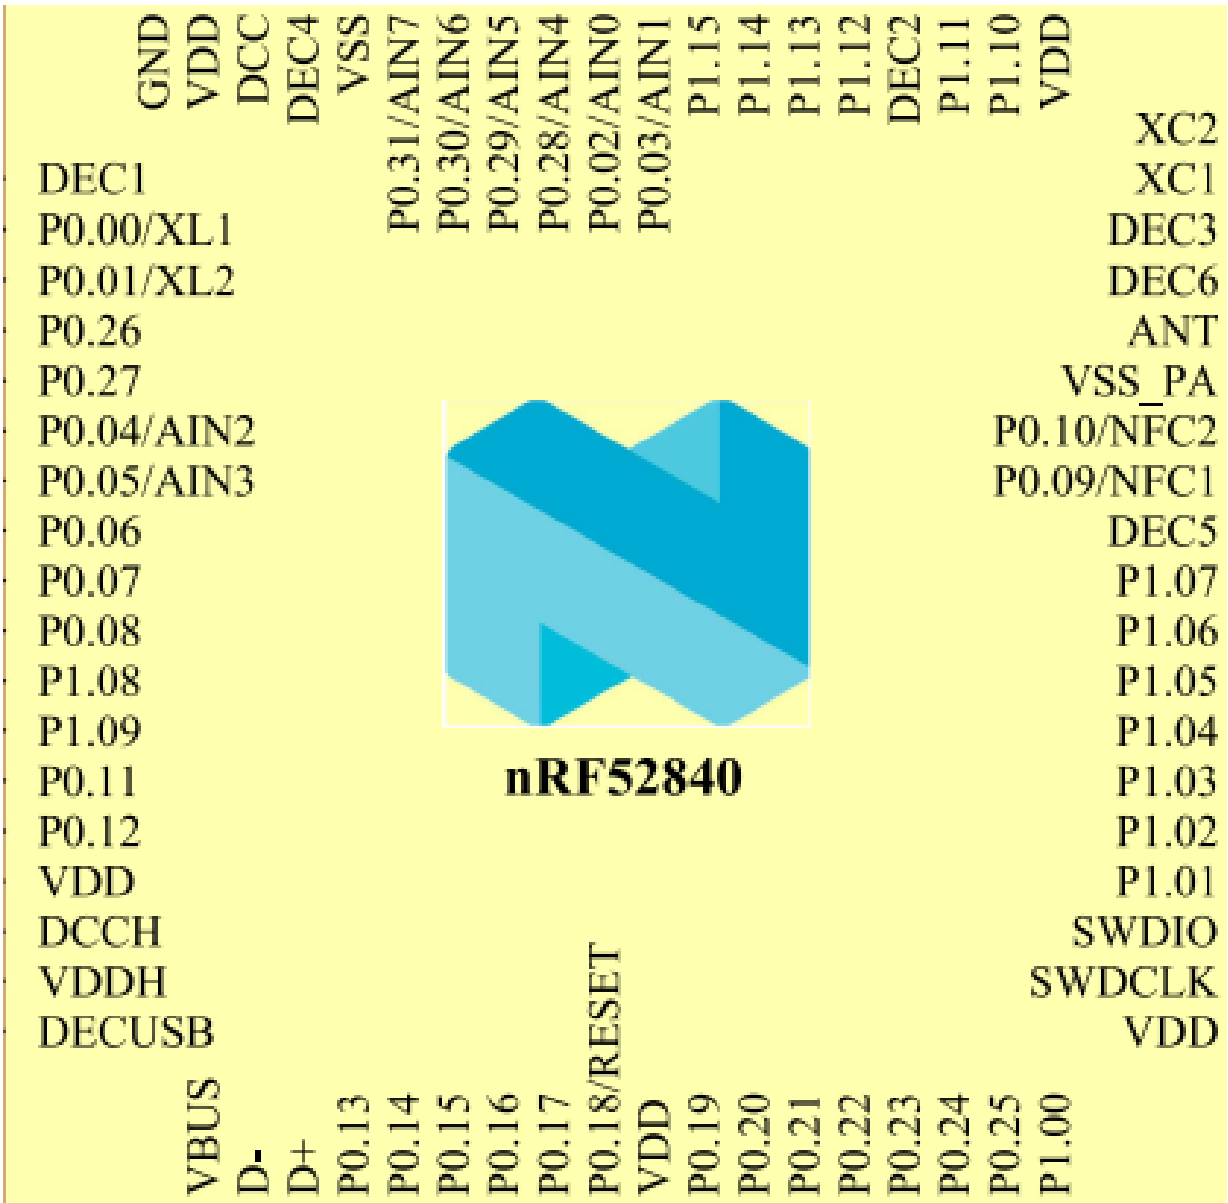 GND
VDD
DCC
DEC4
VSS
P0.31/AIN7
P0.30/AIN6
P0.29/AIN5
P0.28/AIN4
P0.02/AIN0
P0.03/AIN1
P1.15
P1.14
P1.13
P1.12
DEC2
P1.11
P1.10
VDD
DEC1
P0.00/XL1
P0.01/XL2
P0.26
P0.27
P0.04/AIN2
P0.05/AIN3
P0.06
P0.07
P0.08
P1.08
P1.09
P0.11
P0.12
VDD
DCCH
VDDH
DECUSB
nRF52840
XC2
XC1
DEC3
DEC6
ANT
VSS_PA
P0.10/NFC2
P0.09/NFC1
DEC5
P1.07
P1.06
P1.05
P1.04
P1.03
P1.02
P1.01
SWDIO
SWDCLK
VDD
VBUS
D-
D+
P0.13
P0.14
P0.15
P0.16
P0.17
P0.18/RESET
VDD
P0.19
P0.20
P0.21
P0.22
P0.23
P0.24
P0.25
P1.00